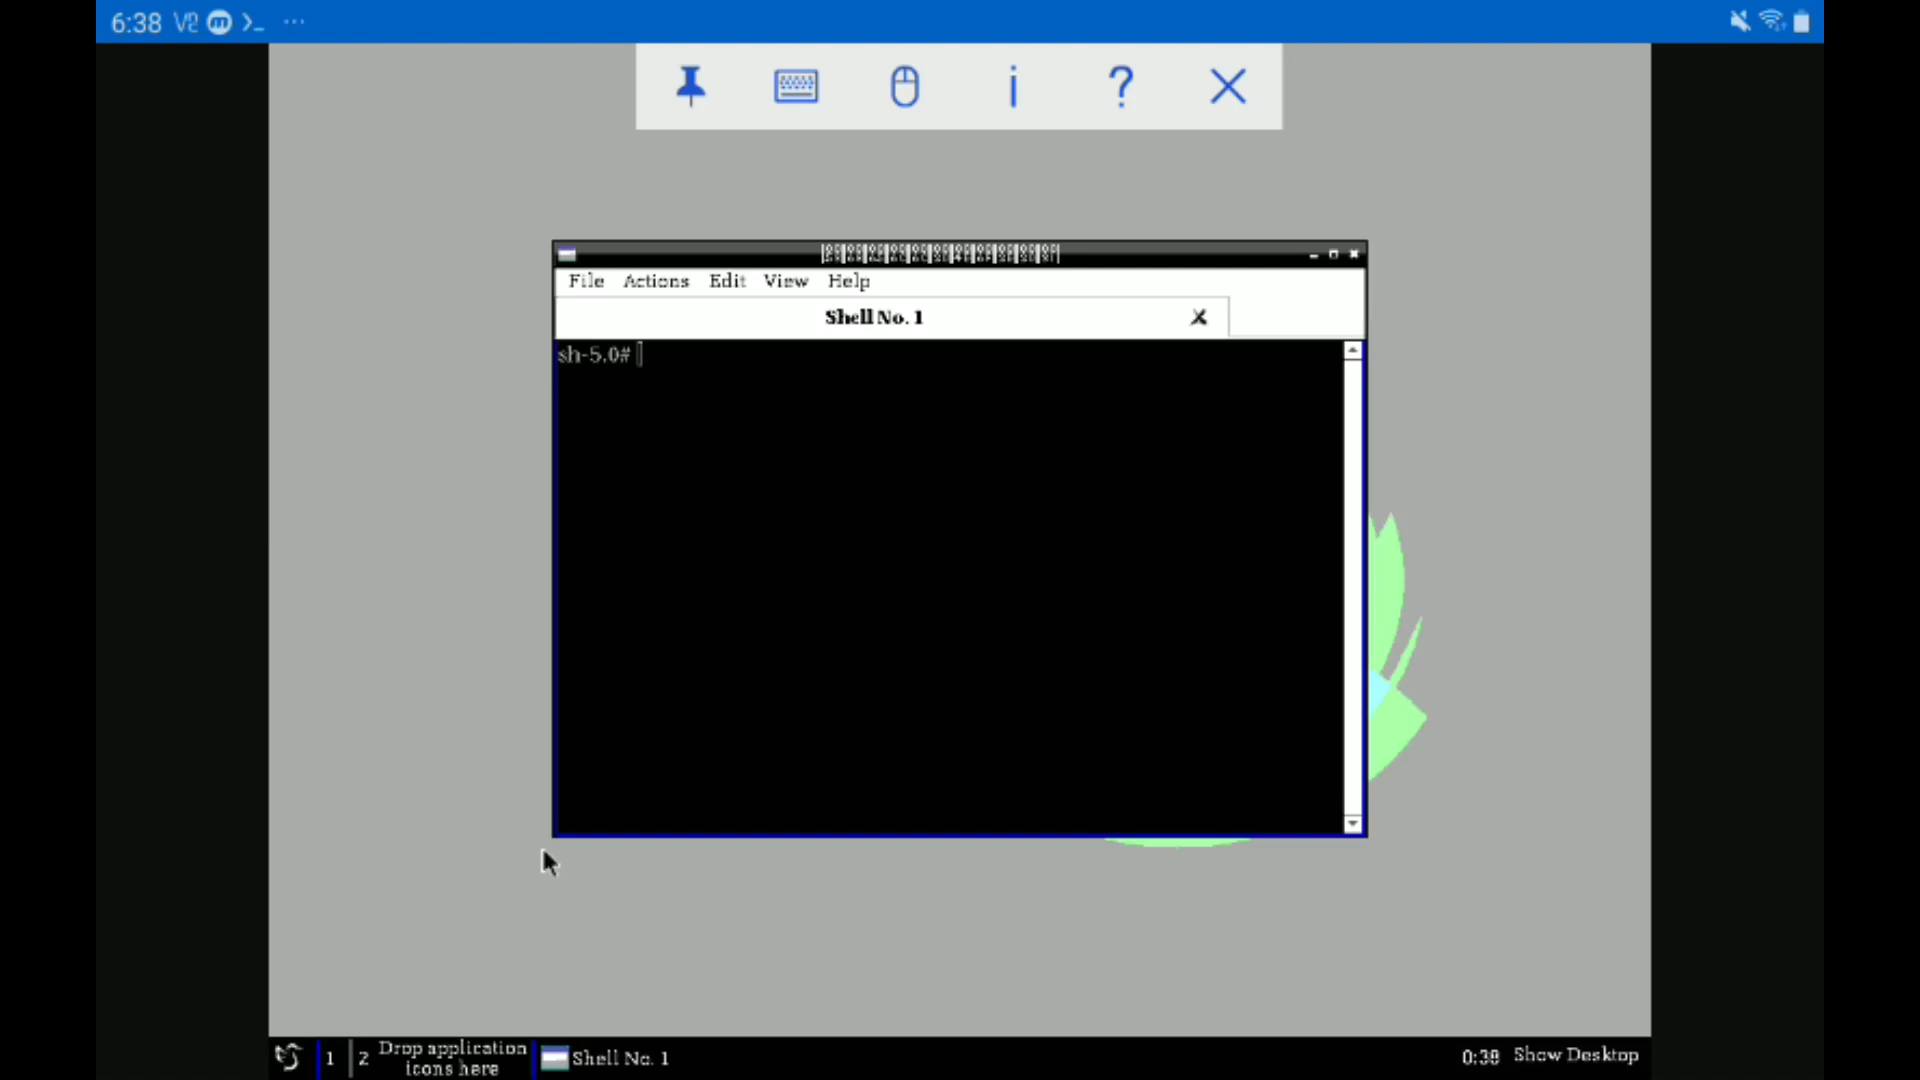 6:38
File Actions Edit View Help
Shell No. 1
sh-5.0#
1 2 Drop application
icons here
Shell No. 1
0:38 Show Desktop